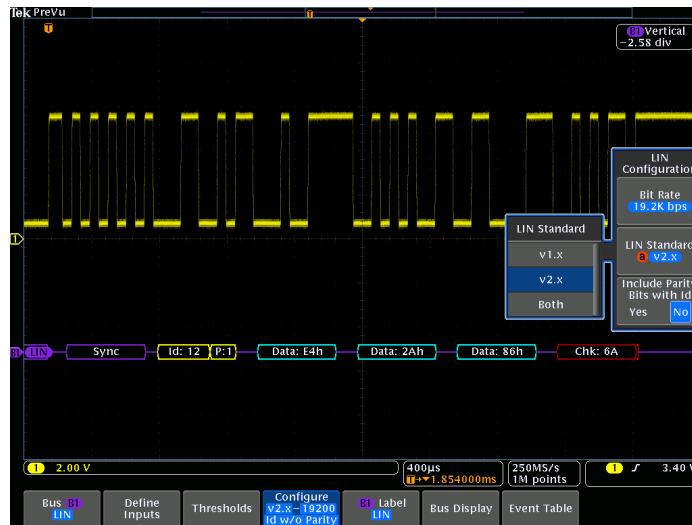 Tek PreVu
T
T
B1 Vertical
−2.58 div
LIN
Configuration
Bit Rate
19.2K bps
LIN Standard
v1.x
v2.x
Both
LIN Standard
a v2.x
Include Parity
Bits with Id
Yes No
1
B1 LIN Sync Id: 12 P:1 Data: E4h Data: 2Ah Data: 86h Chk: 6A
1 2.00 V
400µs
T→▼1.854000ms
250MS/s
1M points
1 3.40 V
Bus B1
LIN
Define
Inputs
Thresholds
Configure
v2.x−19200
Id w/o Parity
B1 Label
LIN
Bus Display
Event Table